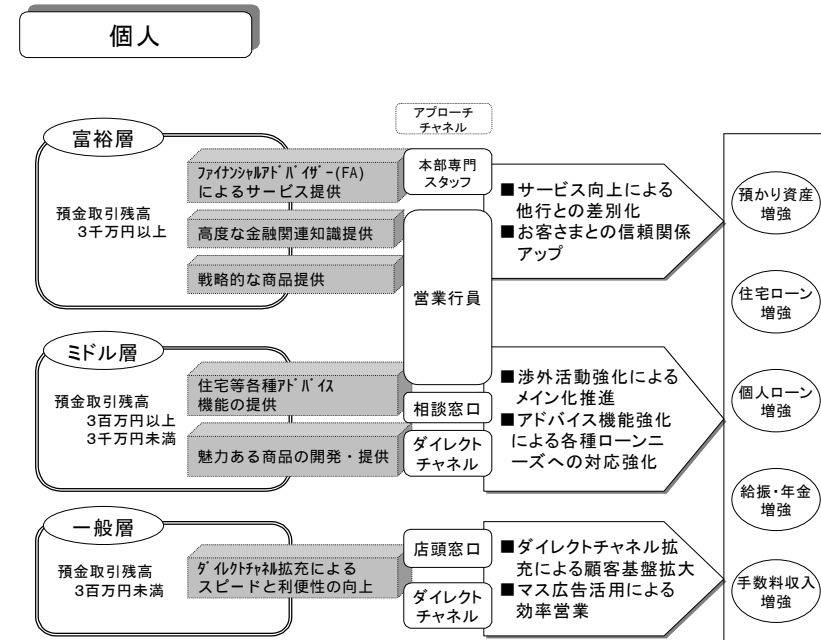 個人
アプローチ
チャネル
富裕層
預金取引残高
3千万円以上
ﾌｧｲﾅﾝｼｬﾙｱﾄﾞﾊﾞｲｻﾞｰ(FA)
によるサービス提供
高度な金融関連知識提供
戦略的な商品提供
本部専門
スタッフ
営業行員
■サービス向上による
他行との差別化
■お客さまとの信頼関係
アップ
ミドル層
預金取引残高
3百万円以上
3千万円未満
住宅等各種ｱﾄﾞﾊﾞｲｽ
機能の提供
魅力ある商品の開発・提供
相談窓口
ダイレクト
チャネル
■渉外活動強化による
メイン化推進
■アドバイス機能強化
による各種ローンニ
ーズへの対応強化
一般層
預金取引残高
3百万円未満
ﾀﾞｲﾚｸﾄﾁｬﾈﾙ拡充による
スピードと利便性の向上
店頭窓口
ダイレクト
チャネル
■ダイレクトチャネル拡
充による顧客基盤拡大
■マス広告活用による
効率営業
預かり資産
増強
住宅ローン
増強
個人ローン
増強
給振・年金
増強
手数料収入
増強